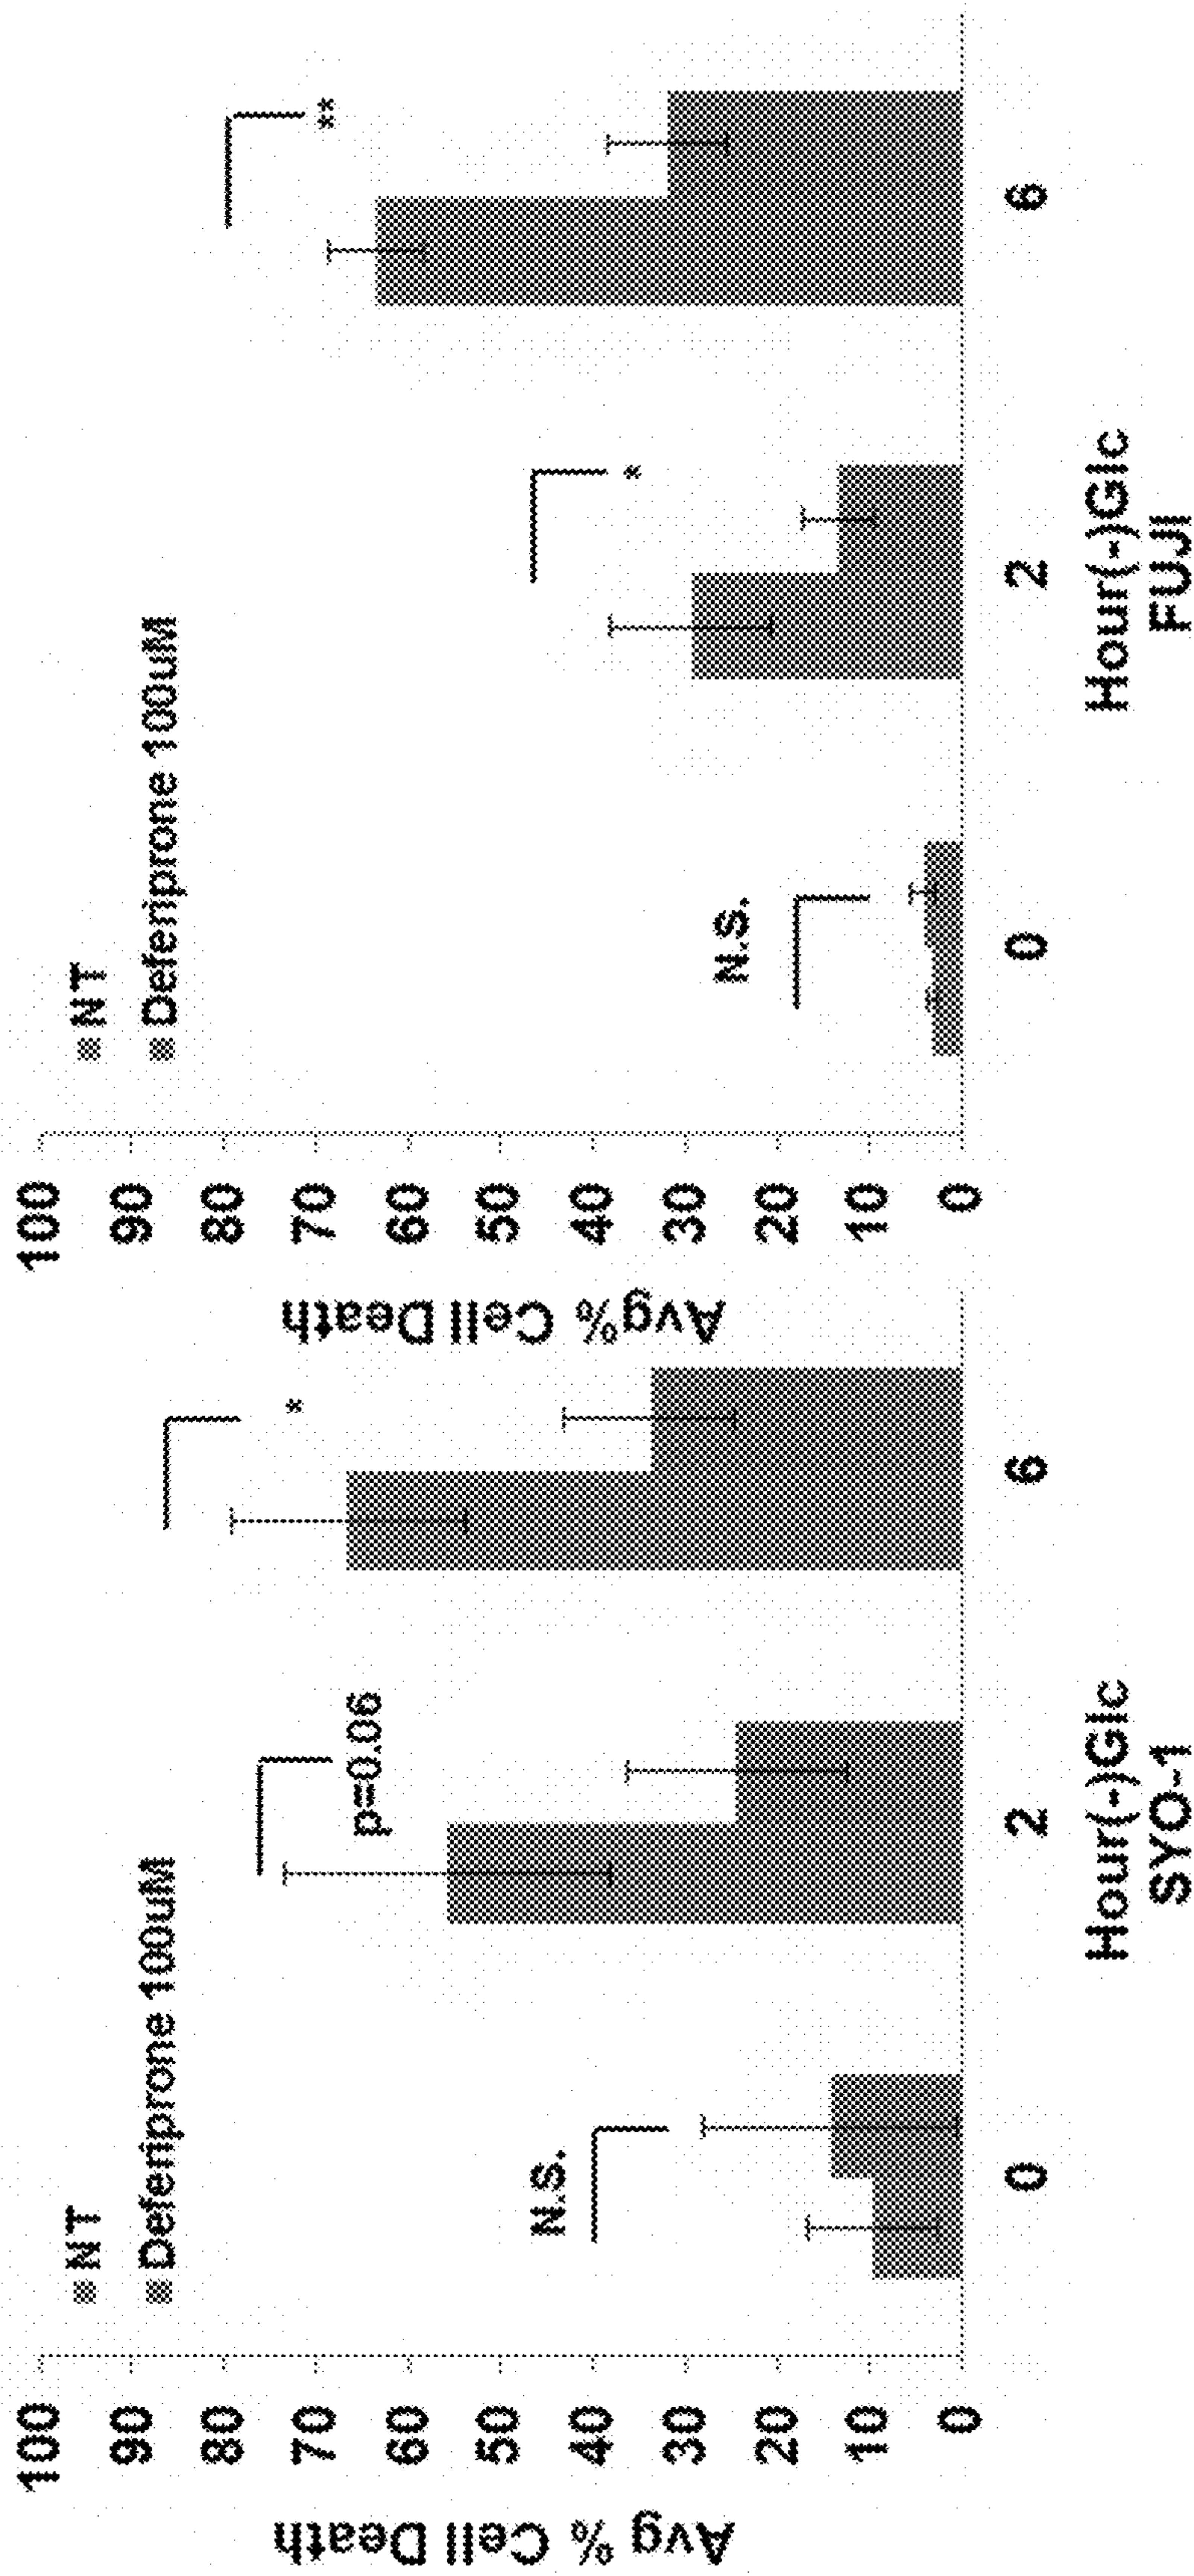 NT
Deferiprone 100uM
100
90
80
70
60
50
40
30
20
10
0
Avg % Cell Death
N.S.
p=0.06
*
0
2
6
Hour(-)Glc
SYO-1
NT
Deferiprone 100uM
100
90
80
70
60
50
40
30
20
10
0
Avg% Cell Death
N.S.
*
**
0
2
6
Hour(-)Glc
FUJI